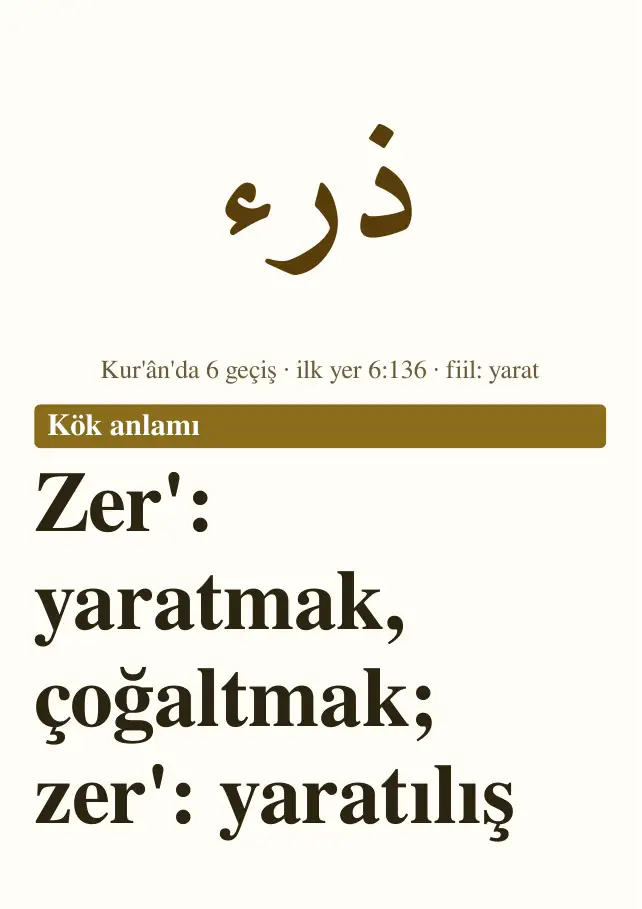 ذرء
Kur'ân'da 6 geçiş · ilk yer 6:136 · fiil: yarat
Kök anlamı
Zer':
yaratmak,
çoğaltmak;
zer': yaratılış